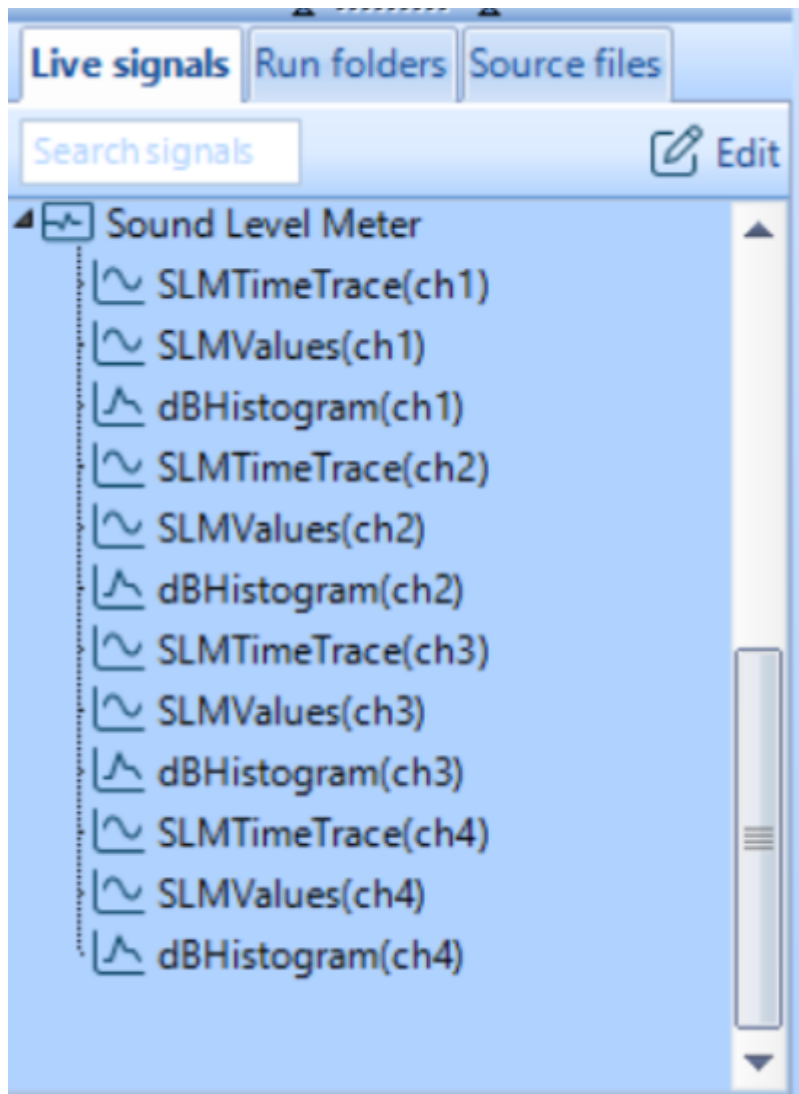 Live signals Run folders Source files
Search signals Edit
Sound Level Meter
SLMTimeTrace(ch1)
SLMValues(ch1)
dBHistogram(ch1)
SLMTimeTrace(ch2)
SLMValues(ch2)
dBHistogram(ch2)
SLMTimeTrace(ch3)
SLMValues(ch3)
dBHistogram(ch3)
SLMTimeTrace(ch4)
SLMValues(ch4)
dBHistogram(ch4)